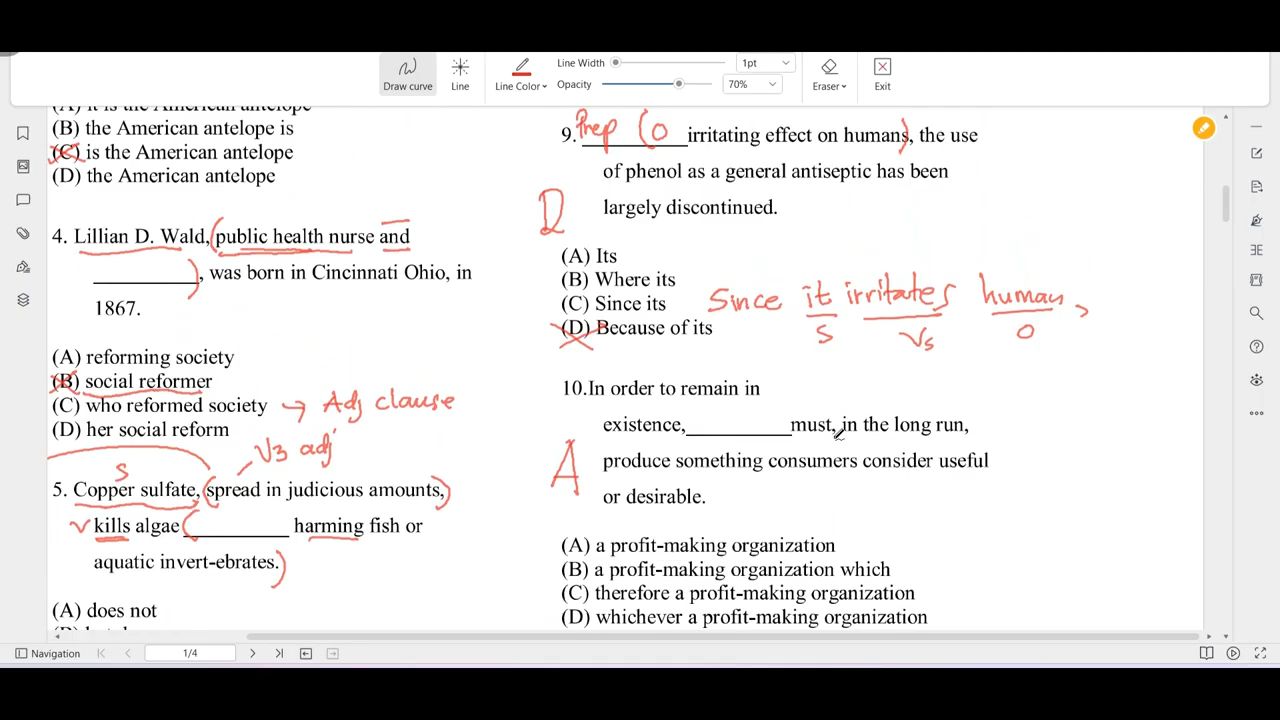 Line Width
1pt
Opacity
70%
Draw curve
Line
Line Color
Eraser
Exit
(B) the American antelope is
(C) is the American antelope
(D) the American antelope
4. Lillian D. Wald, (public health nurse and
__________), was born in Cincinnati Ohio, in
1867.
(A) reforming society
(B) social reformer
(C) who reformed society → Adj clause
(D) her social reform
V3 adj
S
5. Copper sulfate, (spread in judicious amounts,)
V kills algae (__________ harming fish or
aquatic invert-ebrates.)
(A) does not
Prep (O
9. __________ irritating effect on humans), the use
of phenol as a general antiseptic has been
largely discontinued.
D
(A) Its
(B) Where its
(C) Since its
(D) Because of its
Since it irritates human,
S Vs O
10.In order to remain in
existence,__________must, in the long run,
produce something consumers consider useful
or desirable.
A
(A) a profit-making organization
(B) a profit-making organization which
(C) therefore a profit-making organization
(D) whichever a profit-making organization
Navigation
1/4